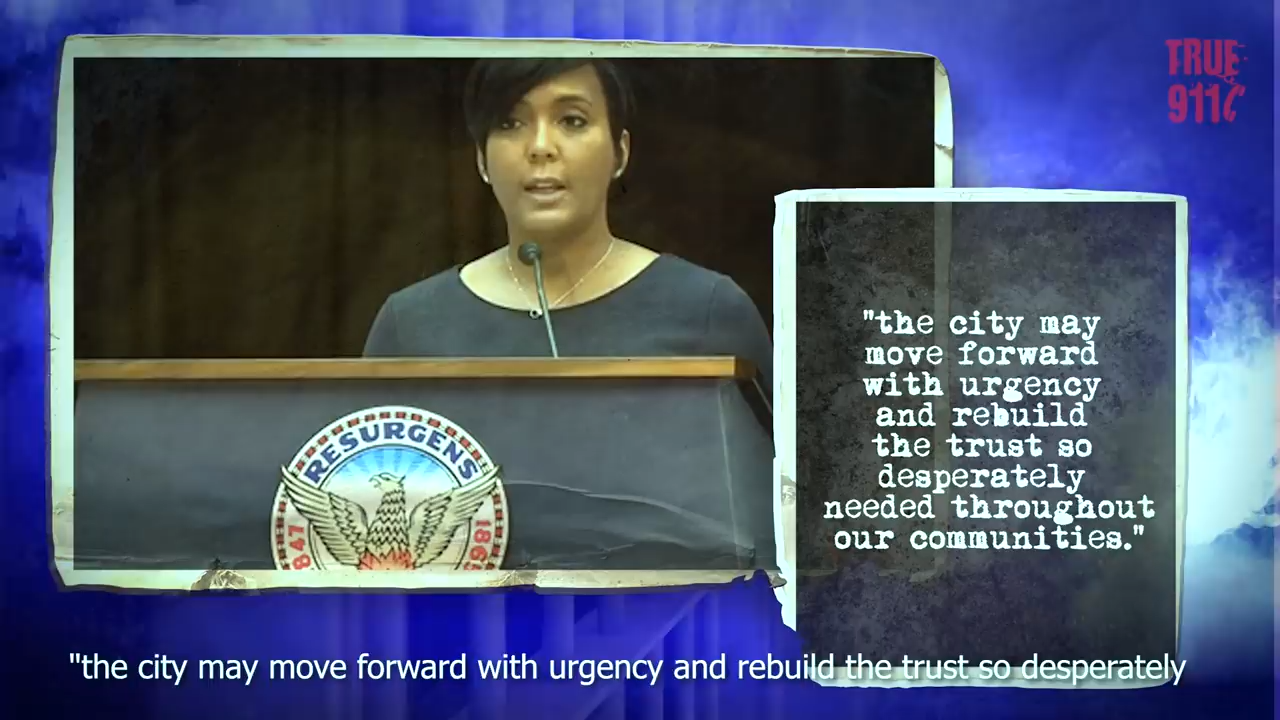 TRUE
911
RESURGENS
1847
186
"the city may
move forward
with urgency
and rebuild
the trust so
desperately
needed throughout
our communities."
"the city may move forward with urgency and rebuild the trust so desperately